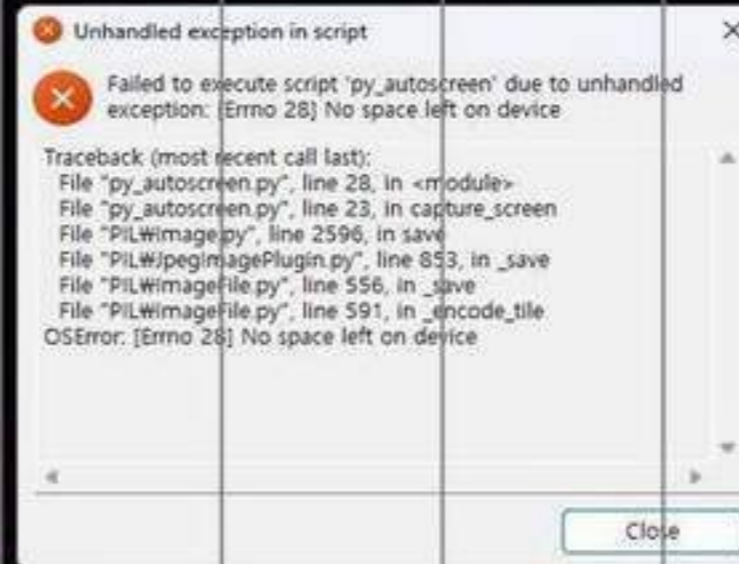 Unhandled exception in script
Failed to execute script 'py_autoscreen' due to unhandled
exception: [Errno 28] No space left on device
Traceback (most recent call last):
File "py_autoscreen.py", line 28, in <module>
File "py_autoscreen.py", line 23, in capture_screen
File "PIL₩Image.py", line 2596, in save
File "PIL₩JpegImagePlugin.py", line 853, in _save
File "PIL₩ImageFile.py", line 556, in _save
File "PIL₩ImageFile.py", line 591, in _encode_tile
OSError: [Errno 28] No space left on device
Close